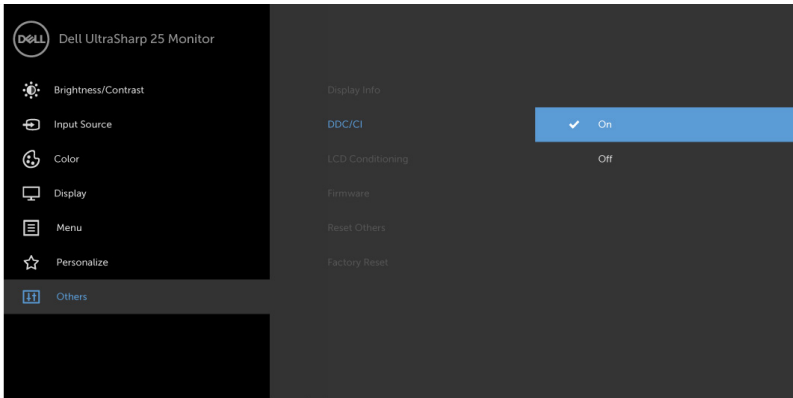 DELL Dell UltraSharp 25 Monitor
Brightness/Contrast
Input Source
Color
Display
Menu
Personalize
Others
Display Info
DDC/CI
LCD Conditioning
Firmware
Reset Others
Factory Reset
On
Off